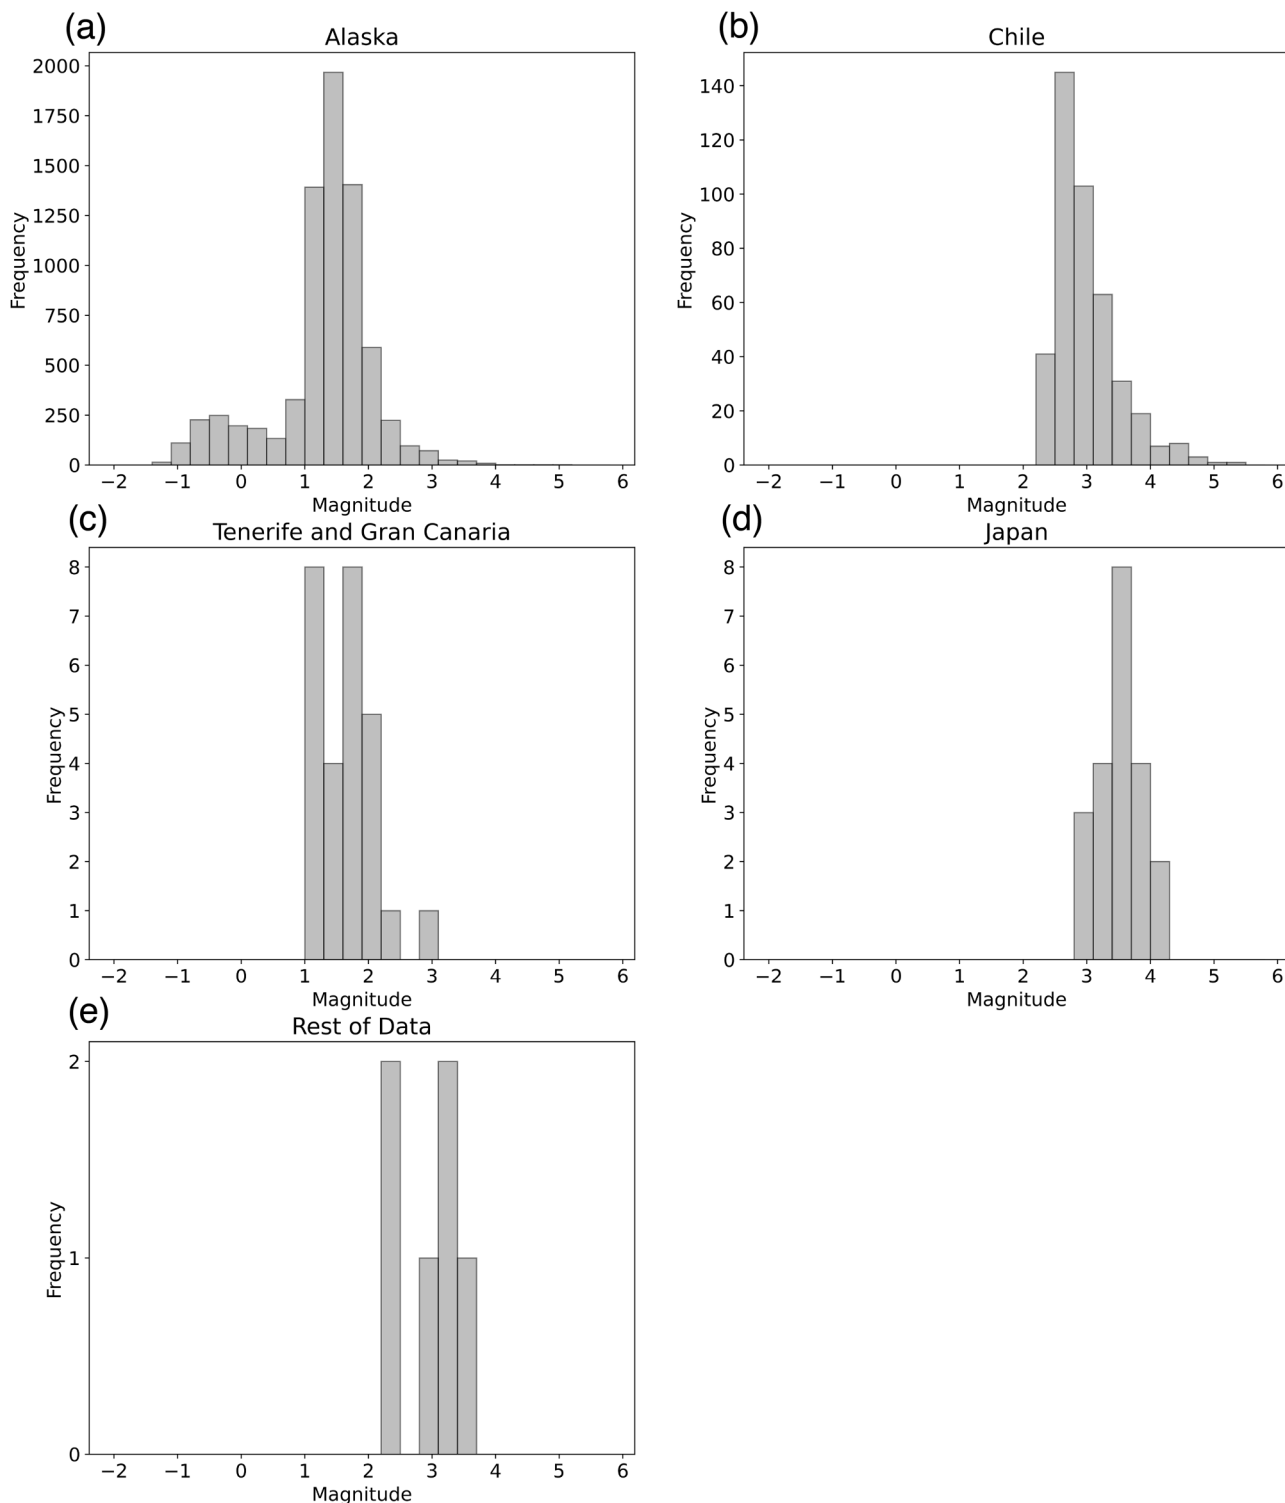 (a)
Alaska
2000
1750
1500
1250
1000
750
500
250
0
Frequency
−2 −1 0 1 2 3 4 5 6
Magnitude
(b)
Chile
140
120
100
80
60
40
20
0
Frequency
−2 −1 0 1 2 3 4 5 6
Magnitude
(c)
Tenerife and Gran Canaria
8
7
6
5
4
3
2
1
0
Frequency
−2 −1 0 1 2 3 4 5 6
Magnitude
(d)
Japan
8
7
6
5
4
3
2
1
0
Frequency
−2 −1 0 1 2 3 4 5 6
Magnitude
(e)
Rest of Data
2
1
0
Frequency
−2 −1 0 1 2 3 4 5 6
Magnitude